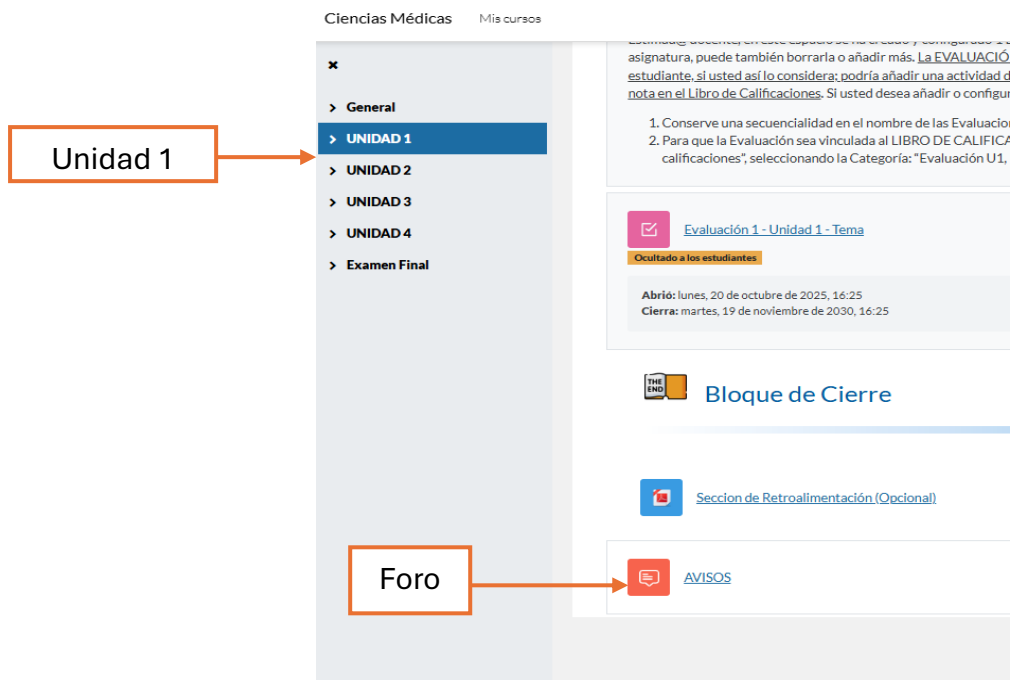 Ciencias Médicas Mis cursos
asignatura, puede también borrarla o añadir más. La EVALUACIÓ
estudiante, si usted así lo considera; podría añadir una actividad d
nota en el Libro de Calificaciones. Si usted desea añadir o configur
1. Conserve una secuencialidad en el nombre de las Evaluacion
2. Para que la Evaluación sea vinculada al LIBRO DE CALIFICA
calificaciones", seleccionando la Categoría: "Evaluación U1,
General
UNIDAD 1
UNIDAD 2
UNIDAD 3
UNIDAD 4
Examen Final
Unidad 1
Evaluación 1 - Unidad 1 - Tema
Ocultado a los estudiantes
Abrió: lunes, 20 de octubre de 2025, 16:25
Cierra: martes, 19 de noviembre de 2030, 16:25
THE
END
Bloque de Cierre
Seccion de Retroalimentación (Opcional)
Foro
AVISOS